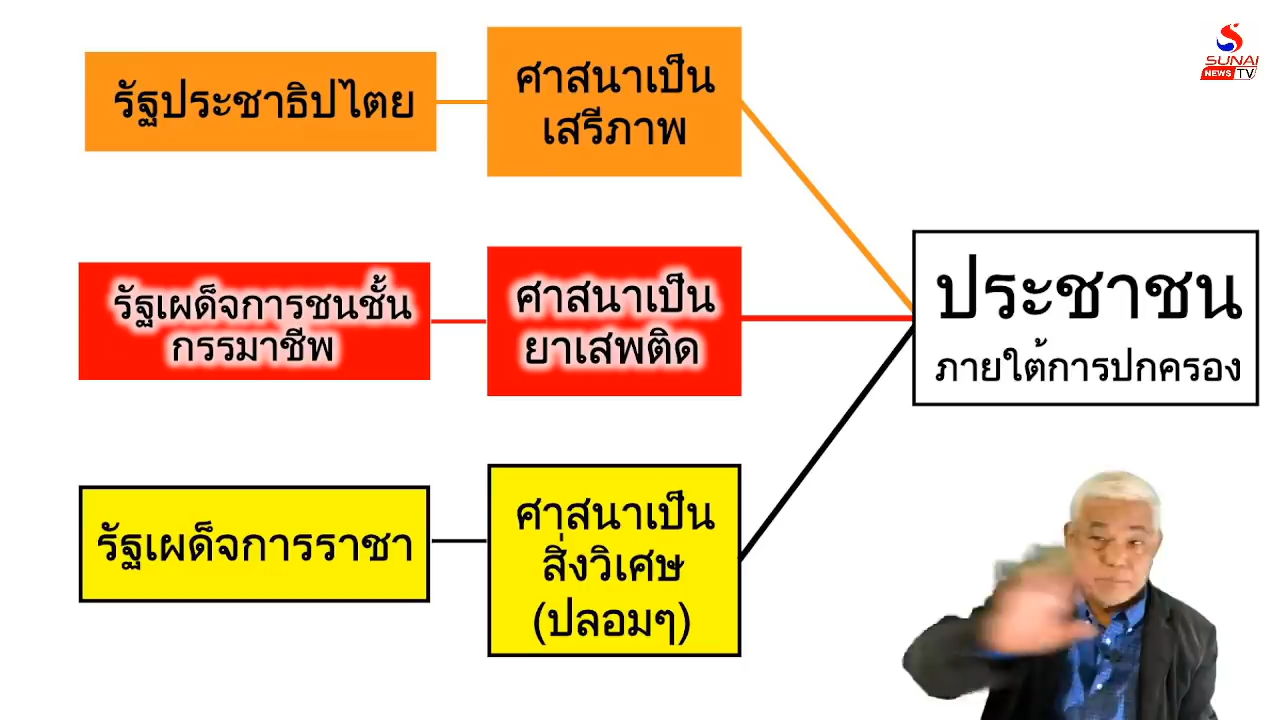 รัฐประชาธิปไตย
ศาสนาเป็น
เสรีภาพ
รัฐเผด็จการชนชั้น
กรรมาชีพ
ศาสนาเป็น
ยาเสพติด
รัฐเผด็จการราชา
ศาสนาเป็น
สิ่งวิเศษ
(ปลอมๆ)
ประชาชน
ภายใต้การปกครอง
SUNAI
NEWS TV